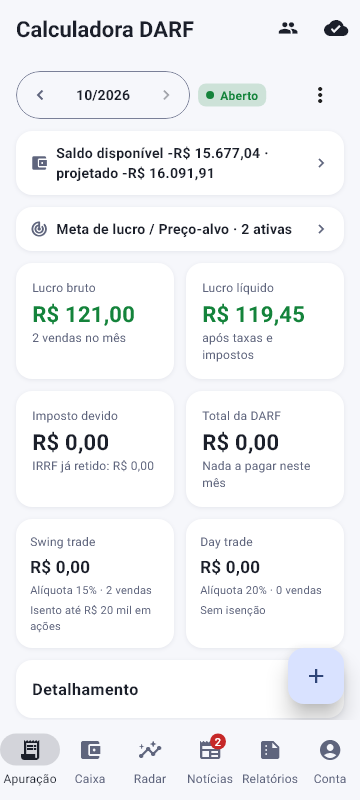 Calculadora DARF
10/2026
Aberto
Saldo disponível -R$ 15.677,04 ·
projetado -R$ 16.091,91
Meta de lucro / Preço-alvo · 2 ativas
Lucro bruto
R$ 121,00
2 vendas no mês
Lucro líquido
R$ 119,45
após taxas e
impostos
Imposto devido
R$ 0,00
IRRF já retido: R$ 0,00
Total da DARF
R$ 0,00
Nada a pagar neste
mês
Swing trade
R$ 0,00
Alíquota 15% · 2 vendas
Isento até R$ 20 mil em
ações
Day trade
R$ 0,00
Alíquota 20% · 0 vendas
Sem isenção
Detalhamento
2
Apuração
Caixa
Radar
Notícias
Relatórios
Conta